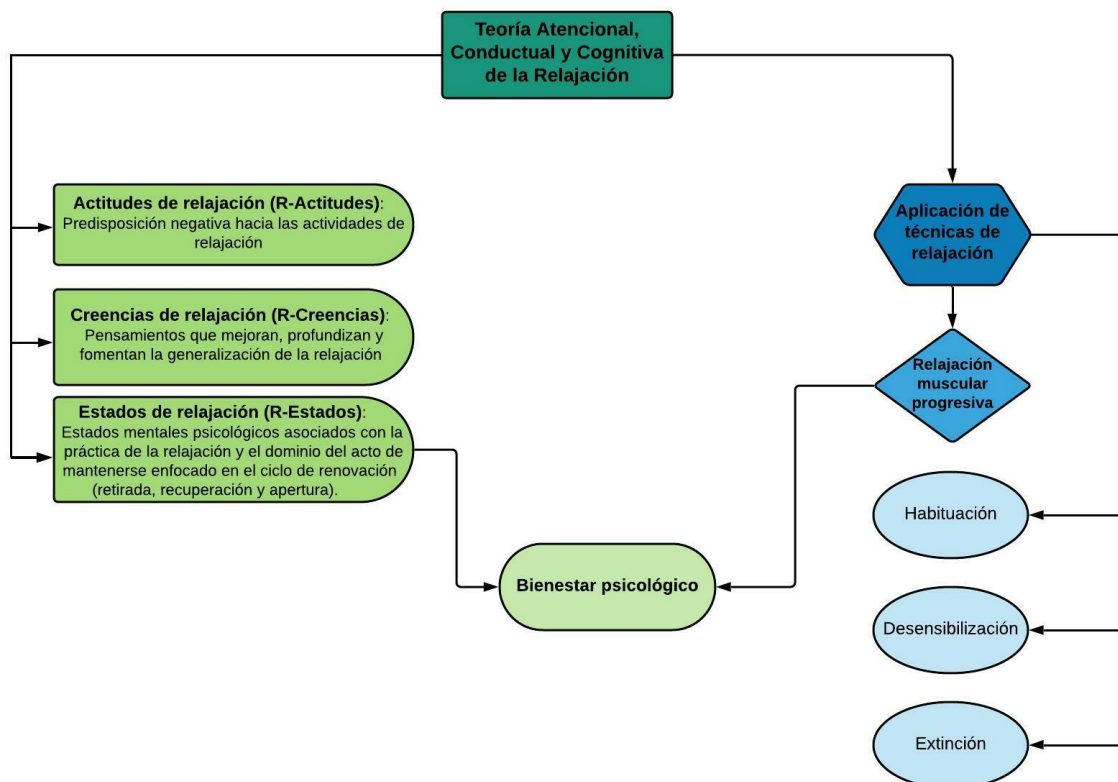 Teoría Atencional,
Conductual y Cognitiva
de la Relajación
Actitudes de relajación (R-Actitudes):
Predisposición negativa hacia las actividades de
relajación
Creencias de relajación (R-Creencias):
Pensamientos que mejoran, profundizan y
fomentan la generalización de la relajación
Estados de relajación (R-Estados):
Estados mentales psicológicos asociados con la
práctica de la relajación y el dominio del acto de
mantenerse enfocado en el ciclo de renovación
(retirada, recuperación y apertura).
Bienestar psicológico
Aplicación de
técnicas de
relajación
Relajación
muscular
progresiva
Habituación
Desensibilización
Extinción